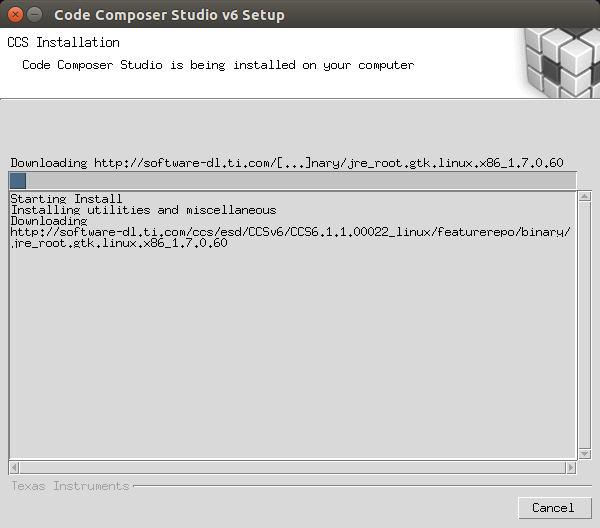 Code Composer Studio v6 Setup
CCS Installation
Code Composer Studio is being installed on your computer
Downloading http://software-dl.ti.com/[...]nary/jre_root.gtk.linux.x86_1.7.0.60
Starting Install
Installing utilities and miscellaneous
Downloading
http://software-dl.ti.com/ccs/esd/CCSv6/CCS6.1.1.00022_linux/featurerepo/binary/
.jre_root.gtk.linux.x86_1.7.0.60
Texas Instruments
Cancel